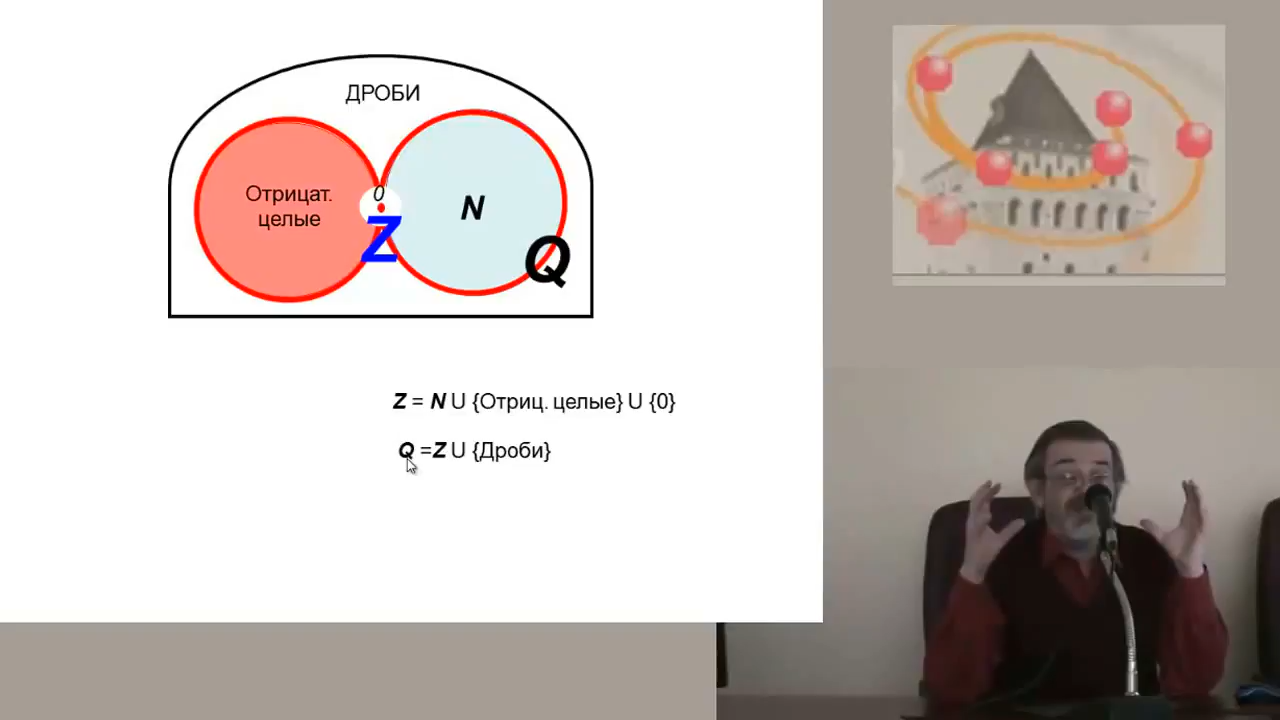 ДРОБИ
Отрицат.
целые
0
N
Z
Q
Z = N U {Отриц. целые} U {0}
Q =Z U {Дроби}